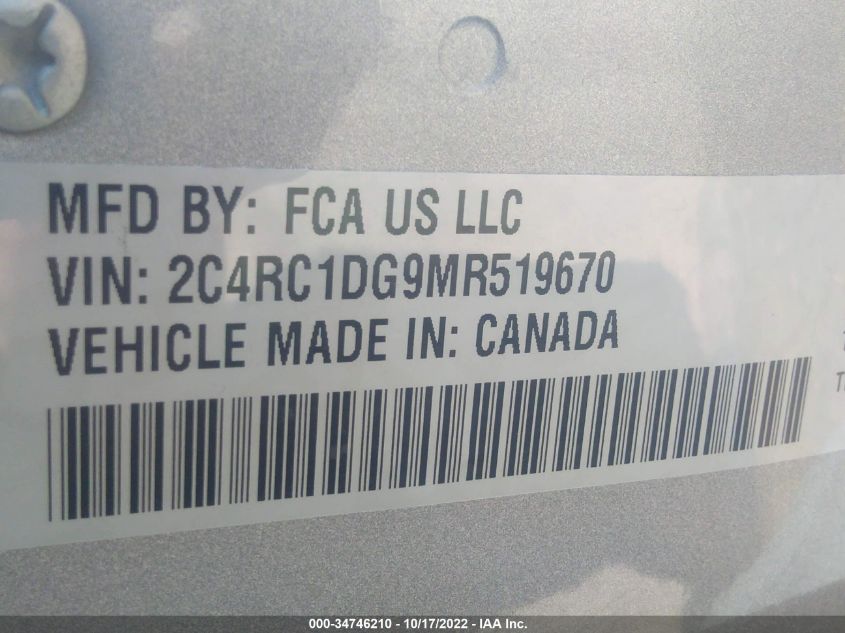 MFD BY: FCA US LLC
VIN: 2C4RC1DG9MR519670
VEHICLE MADE IN: CANADA
000-34746210 - 10/17/2022 - IAA Inc.